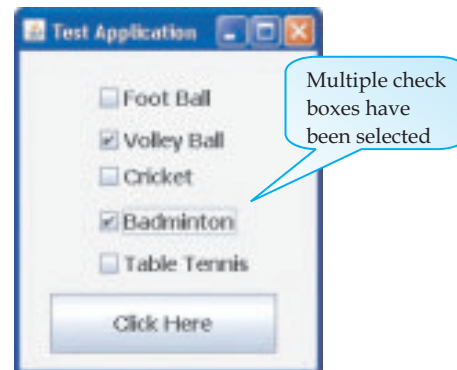 Test Application
Foot Ball
Volley Ball
Cricket
Badminton
Table Tennis
Click Here
Multiple check
boxes have
been selected